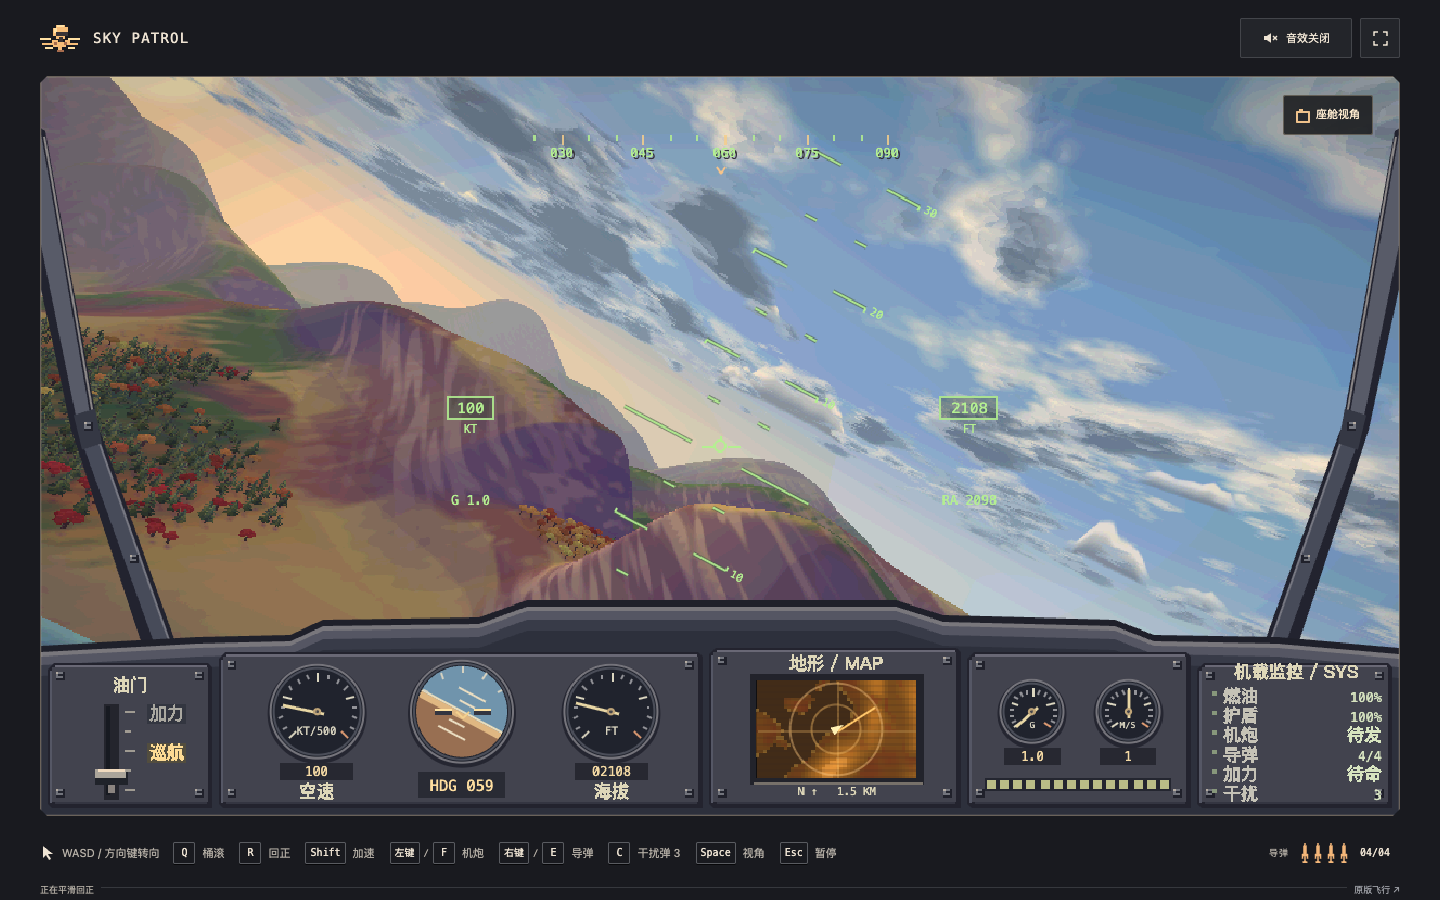 SKY PATROL
音效关闭
座舱视角
030 045 060 075 090
30
20
10
100
KT
2108
FT
G 1.0
RA 2098
10
油门
加力
巡航
KT/500
100
空速
HDG 059
FT
02108
海拔
地形 / MAP
N ↑ 1.5 KM
G
1.0
M/S
1
机载监控 / SYS
燃油 100%
护盾 100%
机炮 待发
导弹 4/4
加力 待命
干扰 3
WASD / 方向键转向 Q 桶滚 R 回正 Shift 加速 左键 / F 机炮 右键 / E 导弹 C 干扰弹 3 Space 视角 Esc 暂停
导弹 04/04
正在平滑回正
原版飞行 ↗